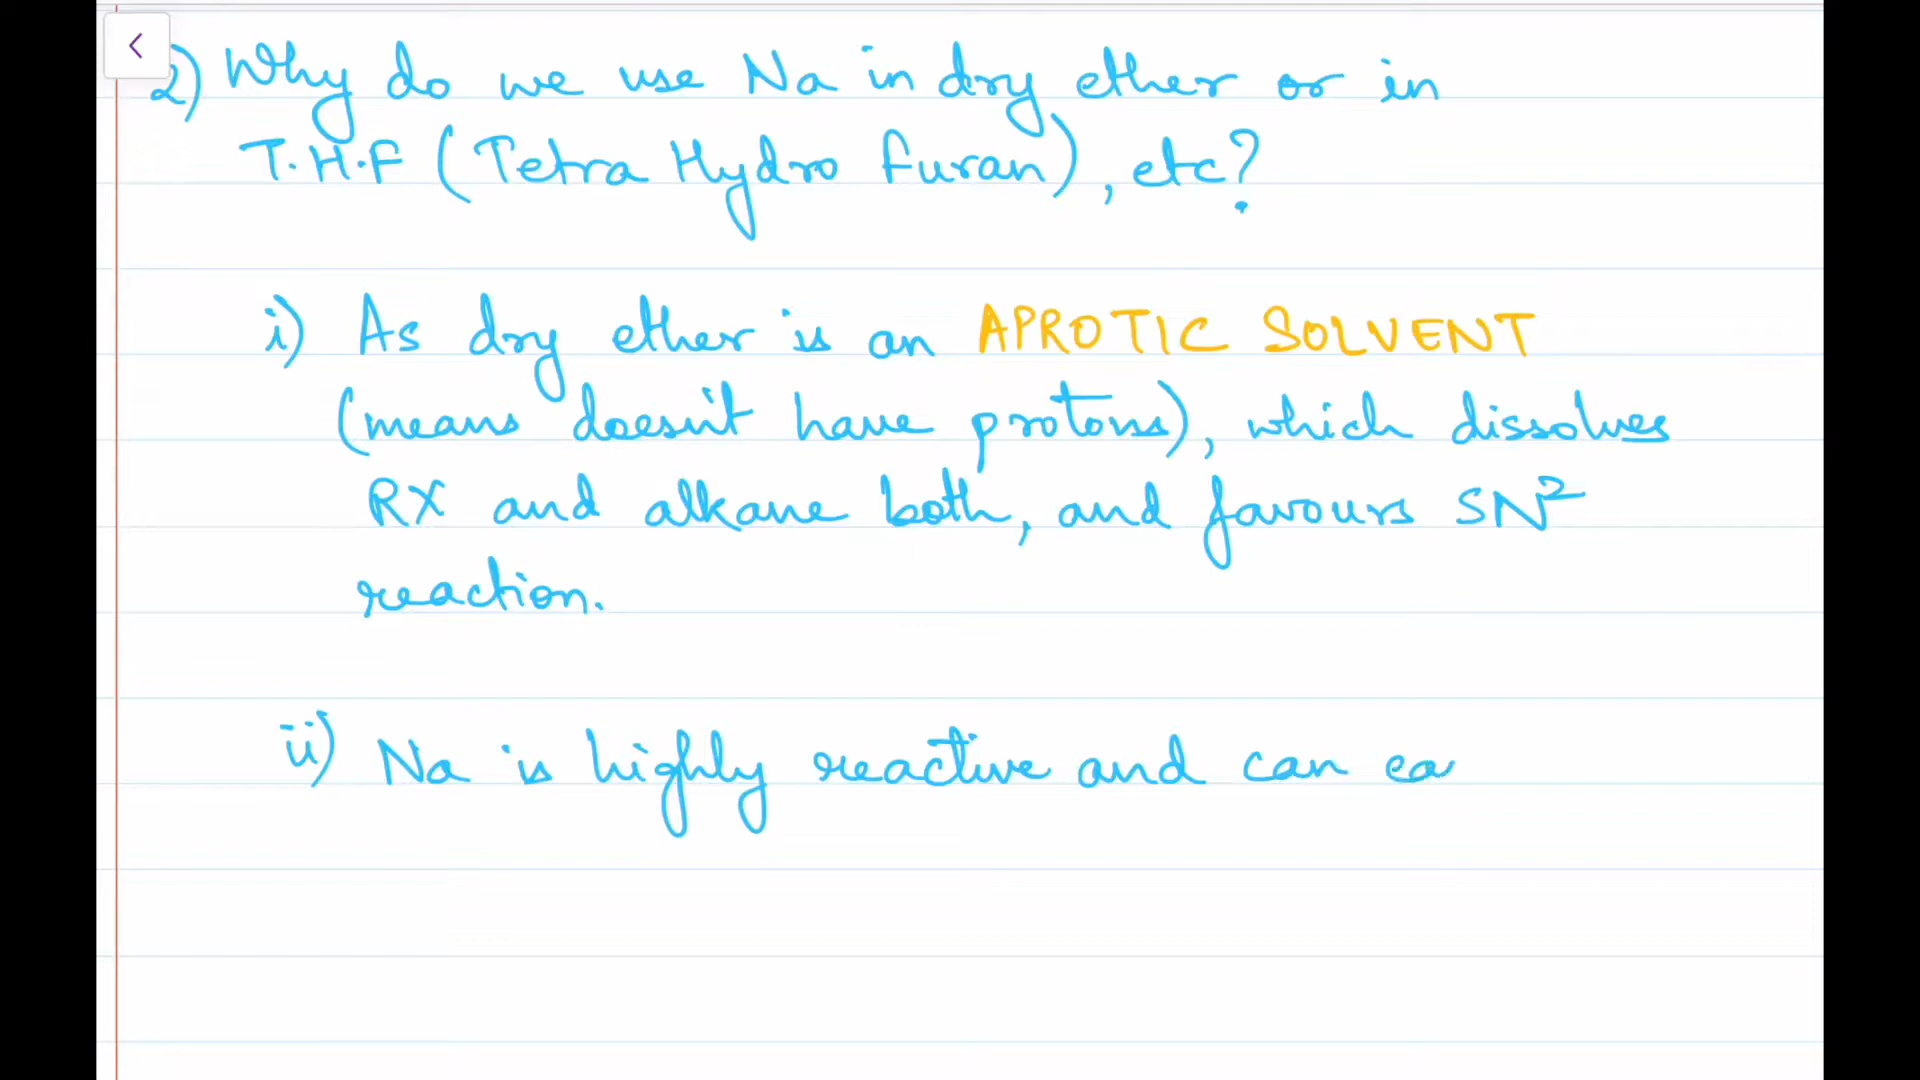 2) Why do we use Na in dry ether or in
T.H.F (Tetra Hydro furan), etc?
i) As dry ether is an APROTIC SOLVENT
(means doesn't have protons), which dissolves
RX and alkane both, and favours SN²
reaction.
ii) Na is highly reactive and can ea